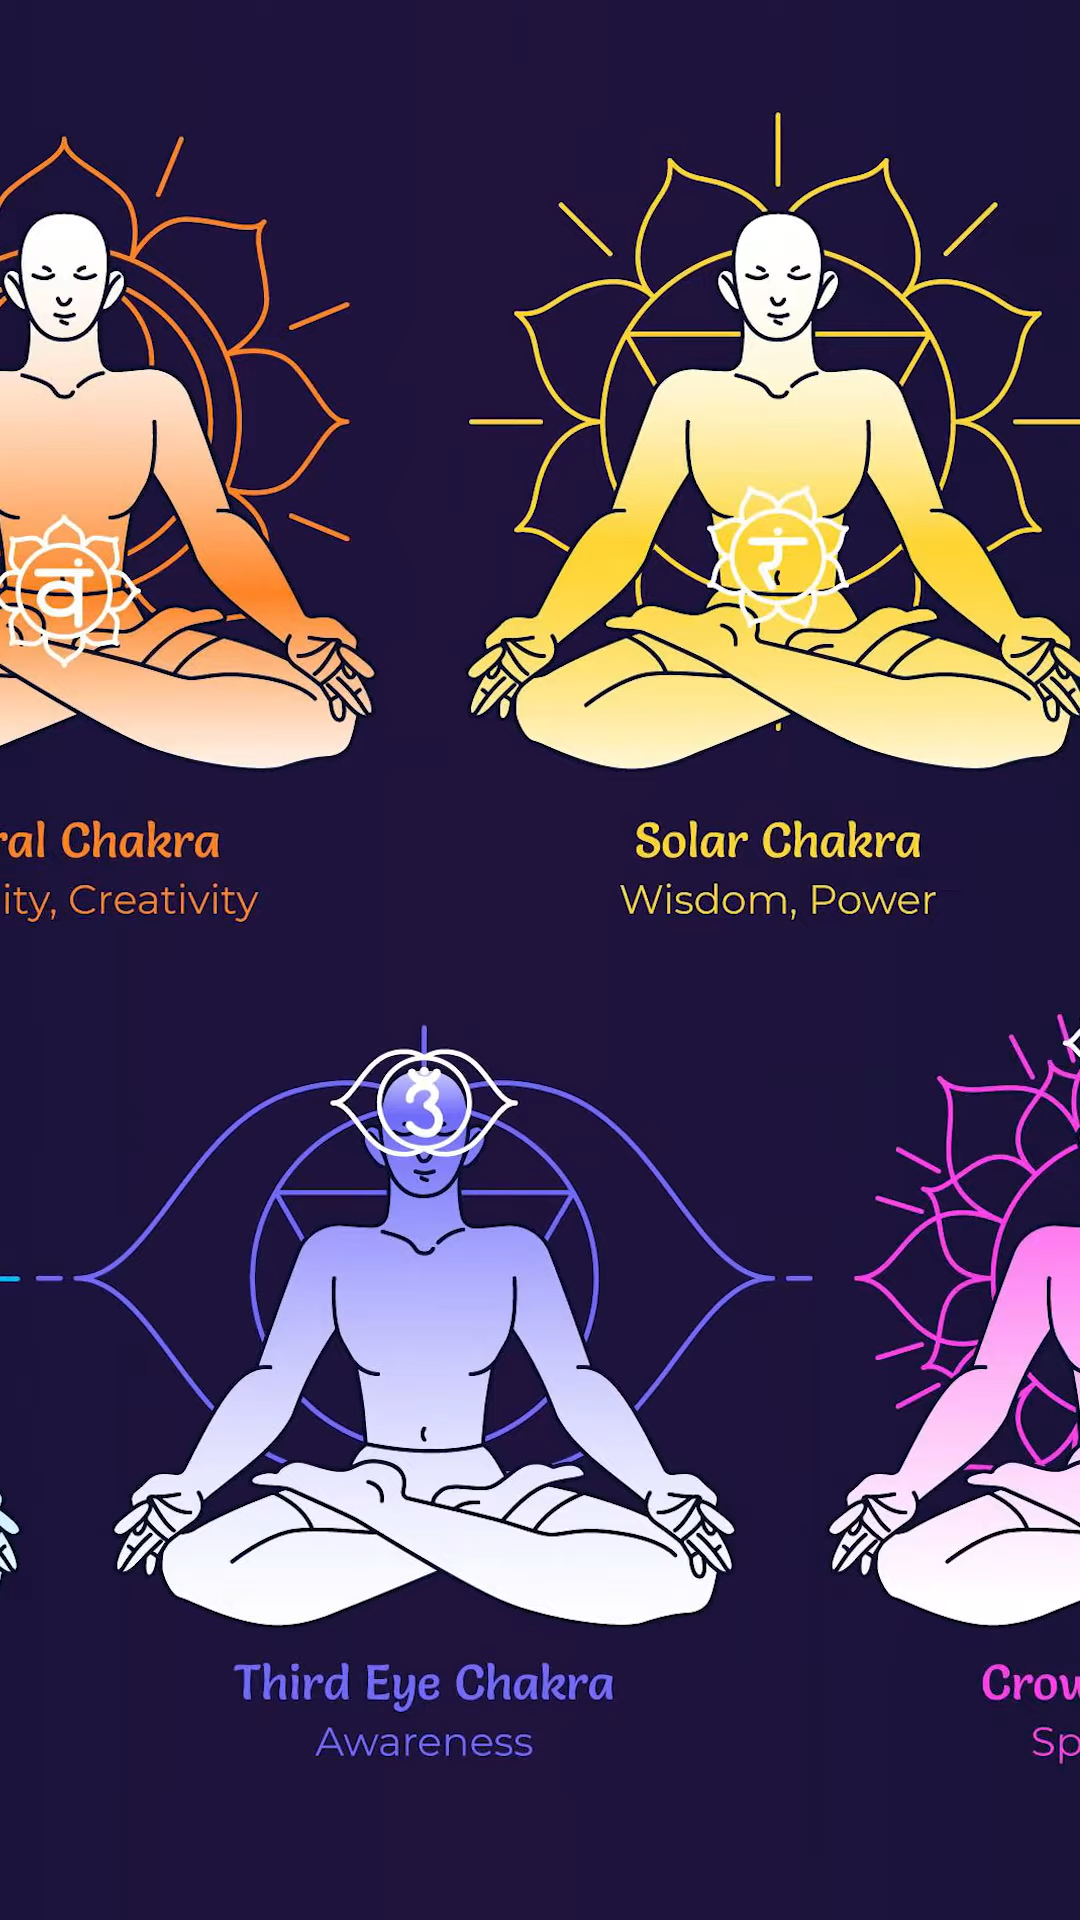 ral Chakra
ity, Creativity
वं
Solar Chakra
Wisdom, Power
रं
Third Eye Chakra
Awareness
ॐ
Crow
Sp